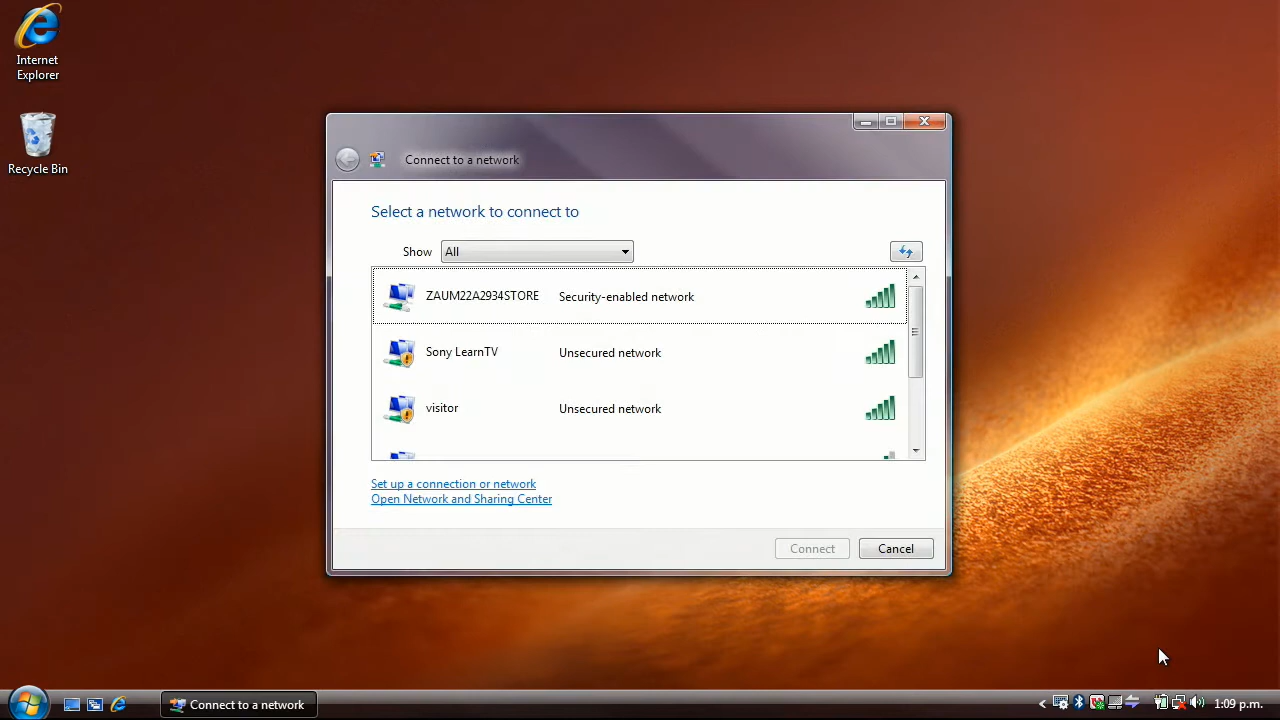 Internet
Explorer
Recycle Bin
Connect to a network
Select a network to connect to
Show All
ZAUM22A2934STORE Security-enabled network
Sony LearnTV Unsecured network
visitor Unsecured network
Set up a connection or network
Open Network and Sharing Center
Connect Cancel
Connect to a network 1:09 p.m.